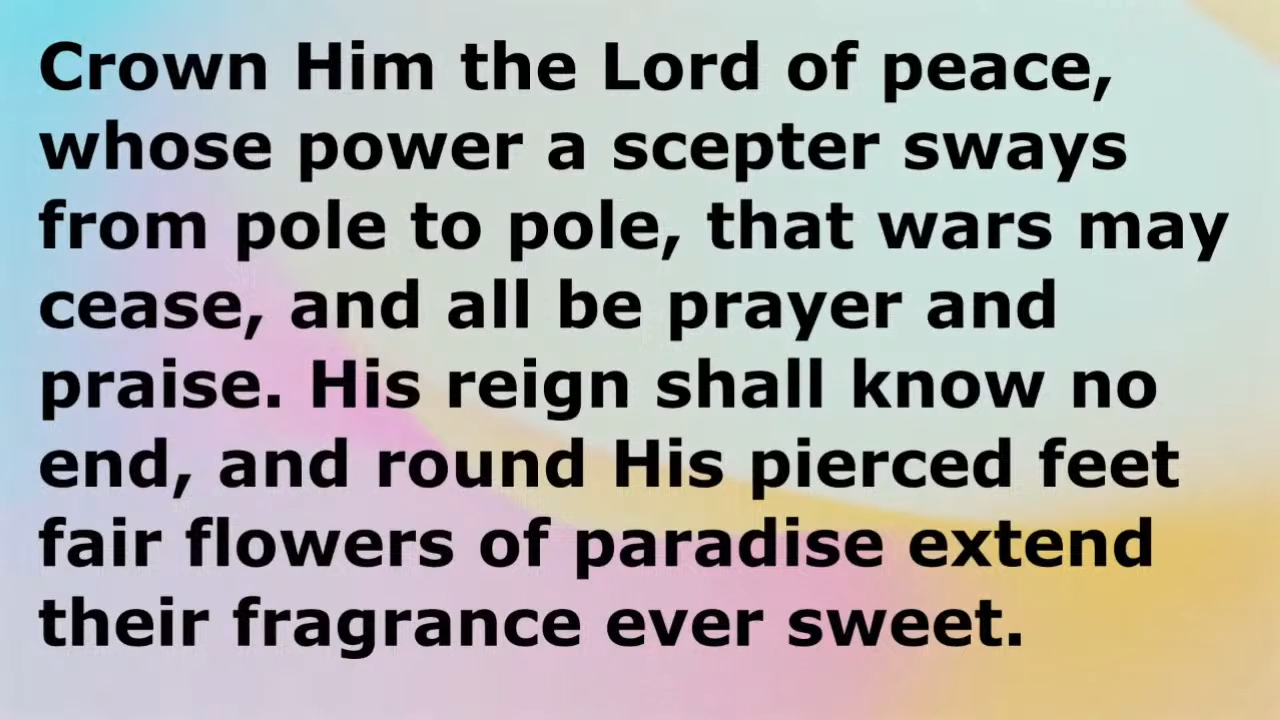 Crown Him the Lord of peace,
whose power a scepter sways
from pole to pole, that wars may
cease, and all be prayer and
praise. His reign shall know no
end, and round His pierced feet
fair flowers of paradise extend
their fragrance ever sweet.